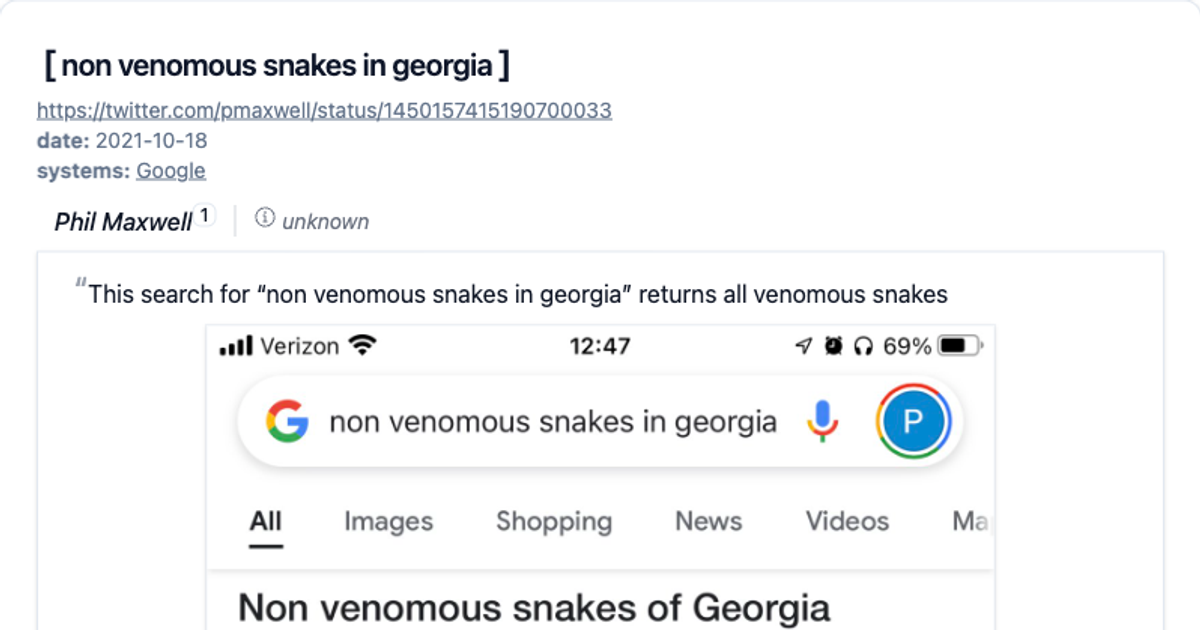 [ non venomous snakes in georgia ]
https://twitter.com/pmaxwell/status/1450157415190700033
date: 2021-10-18
systems: Google
Phil Maxwell 1 unknown
"This search for “non venomous snakes in georgia” returns all venomous snakes
Verizon 12:47 69%
G non venomous snakes in georgia P
All Images Shopping News Videos Ma
Non venomous snakes of Georgia